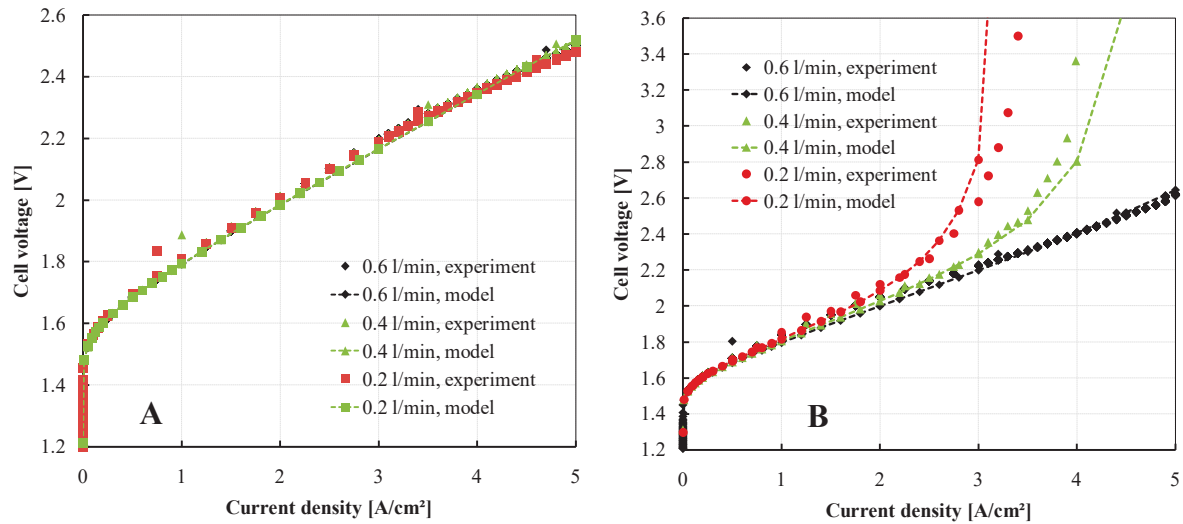 2.6
2.4
2.2
2.0
1.8
1.6
1.4
1.2
Cell voltage [V]
0.6 l/min, experiment
0.6 l/min, model
0.4 l/min, experiment
0.4 l/min, model
0.2 l/min, experiment
0.2 l/min, model
A
0 1 2 3 4 5
Current density [A/cm²]
3.6
3.4
3.2
3.0
2.8
2.6
2.4
2.2
2.0
1.8
1.6
1.4
1.2
Cell voltage [V]
0.6 l/min, experiment
0.6 l/min, model
0.4 l/min, experiment
0.4 l/min, model
0.2 l/min, experiment
0.2 l/min, model
B
0 1 2 3 4 5
Current density [A/cm²]